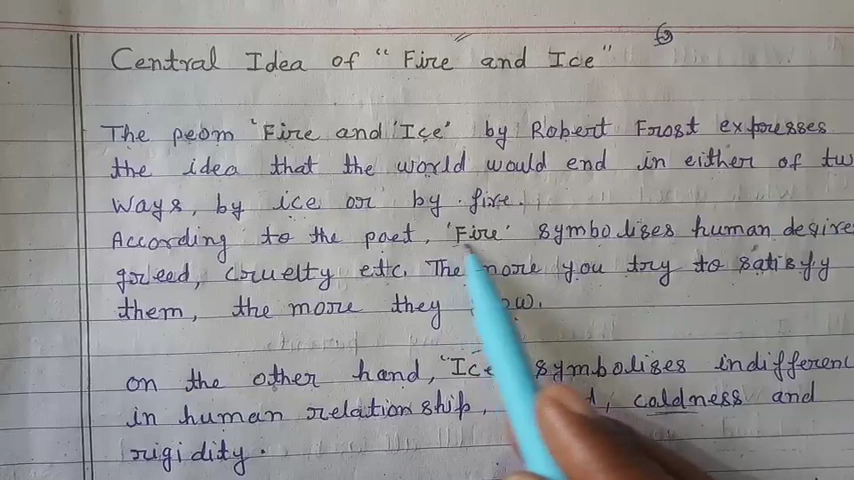 Central Idea of "Fire and Ice"
The peom 'Fire and 'Ice' by Robert Frost expresses
the idea that the world would end in either of tw
ways, by ice or by fire.
According to the poet, 'Fire' symbolises human desire
greed, cruelty etc. The more you try to satisfy
them, the more they
on the other hand, "Ice symbolises indifferenc
in human relationship, coldness and
rigidity.